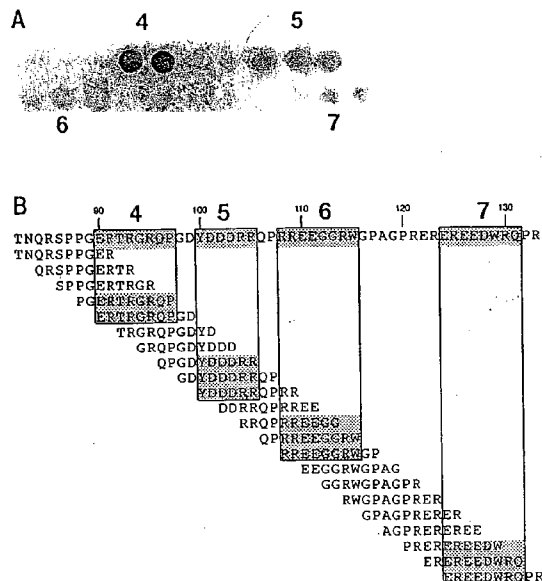 A
4 5
6 7
B
90 100 110 120 130
4 5 6 7
TNQRSPPGERTRGRQPGDYDDDRRQPRREEGGRWGPAGPREREREEDWRQPR
TNQRSPPGER
QRSPPGERTR
SPPGERTRGR
PGERTRGRQP
ERTRGRQPGD
TRGRQPGDYD
GRQPGDYDDD
QPGDYDDDRR
GDYDDDRRQP
YDDDRRQPRR
DDRRQPRREE
RRQPRREEGG
QPRREEGGRW
RREEGGRWGP
EEGGRWGPAG
GGRWGPAGPR
RWGPAGPRER
GPAGPRERER
AGPREREREE
PREREREEDW
EREREEDWRQ
EREEDWRQPR